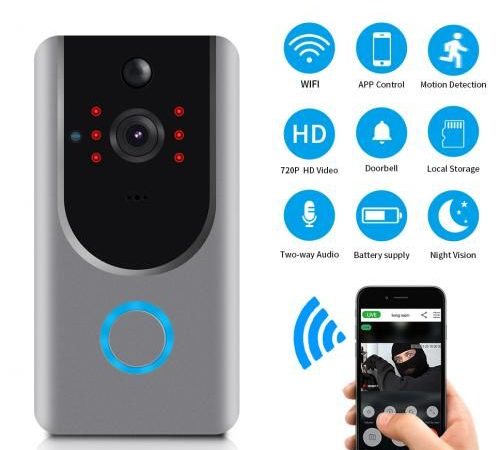 WIFI
APP Control
Motion Detection
HD
720P HD Video
Doorbell
Local Storage
Two-way Audio
Battery supply
Night Vision
LIVE